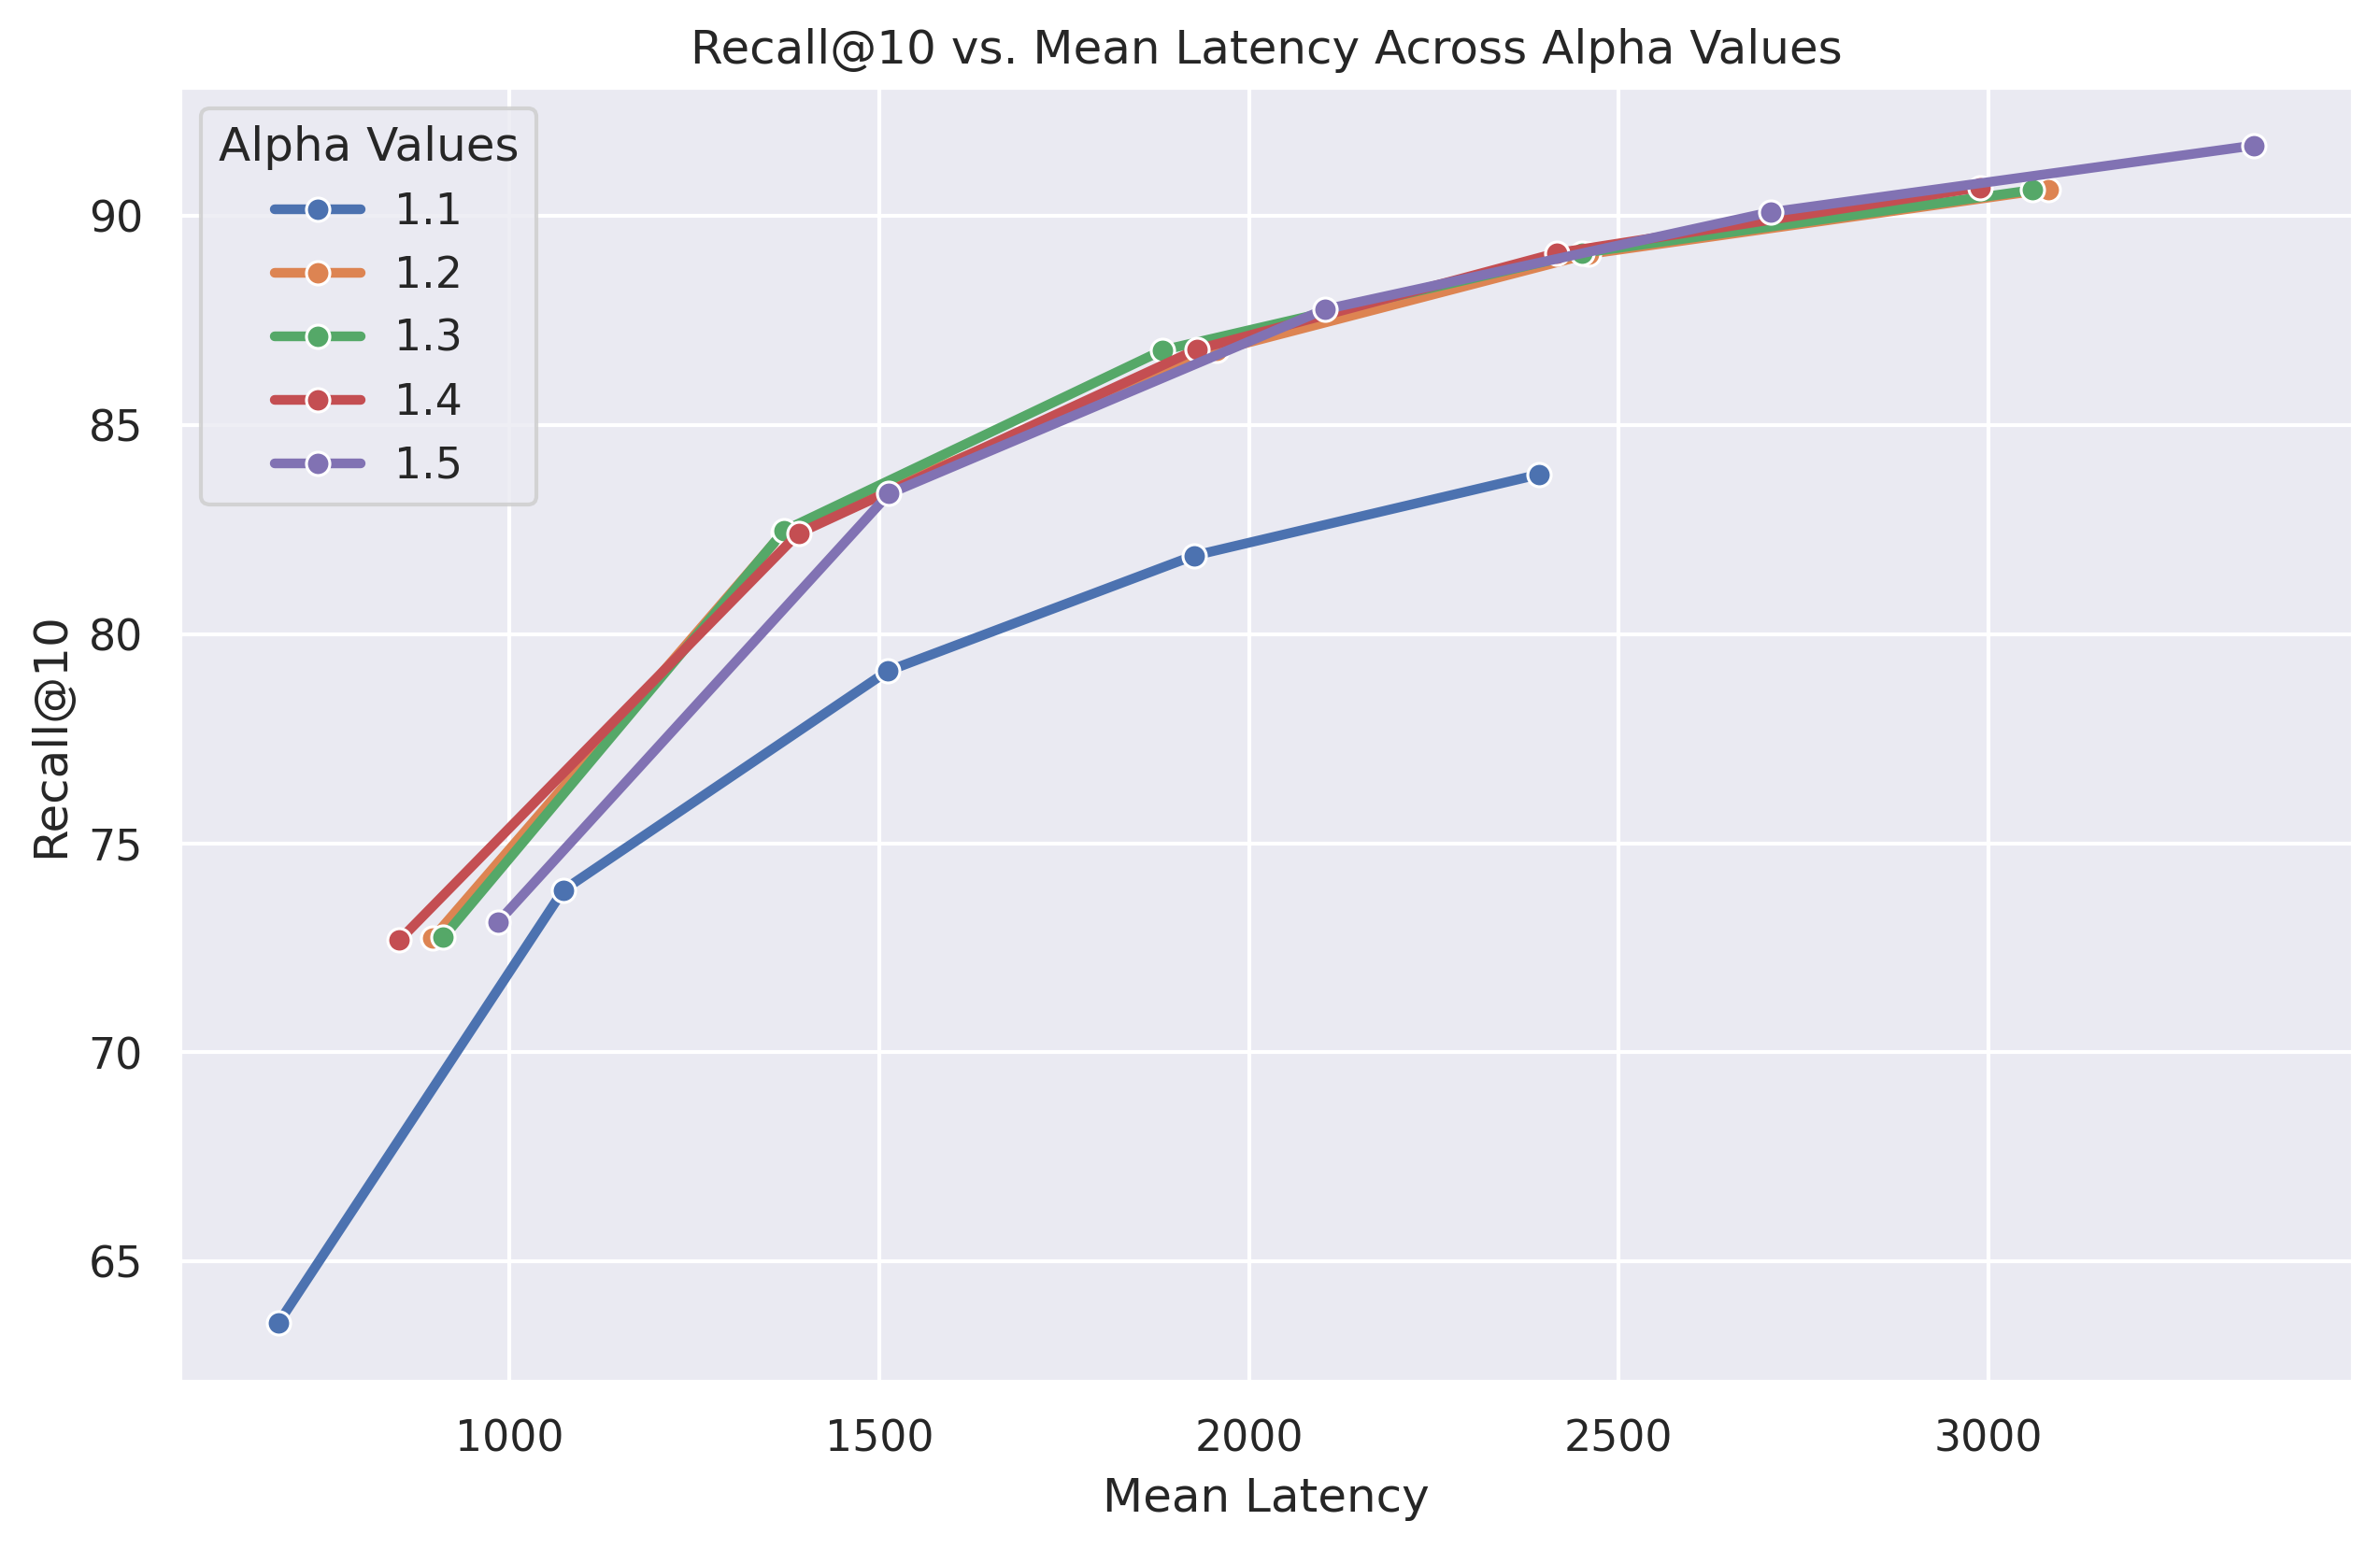 Recall@10 vs. Mean Latency Across Alpha Values
Alpha Values
1.1
1.2
1.3
1.4
1.5
Recall@10
90
85
80
75
70
65
1000 1500 2000 2500 3000
Mean Latency